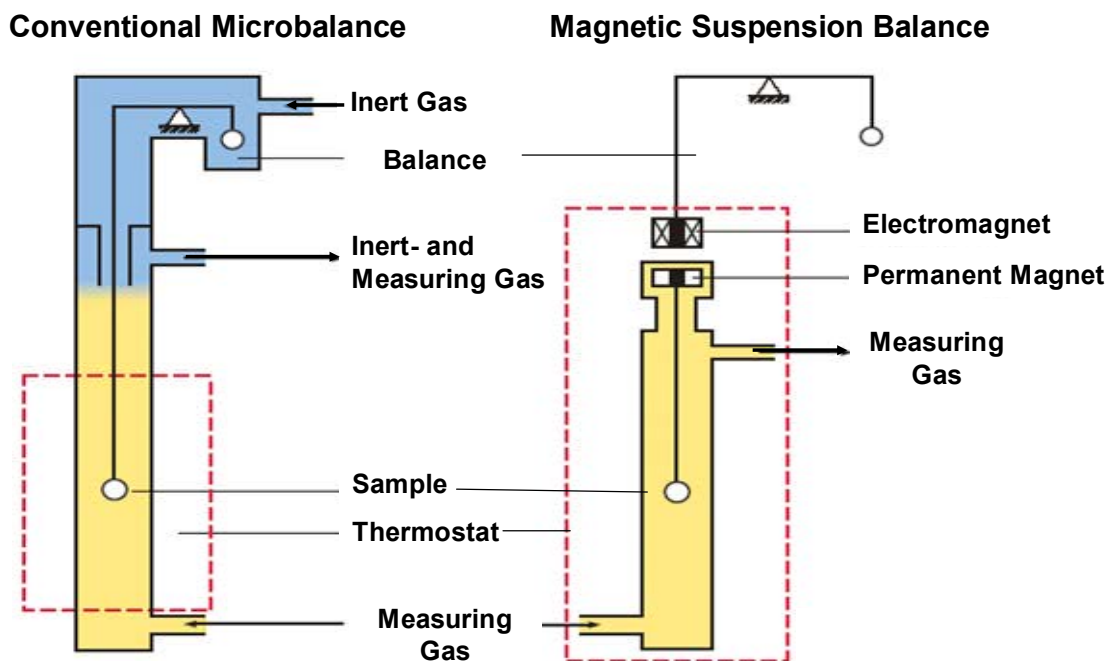 Conventional Microbalance
Magnetic Suspension Balance
Inert Gas
Balance
Electromagnet
Inert- and
Measuring Gas
Permanent Magnet
Measuring
Gas
Sample
Thermostat
Measuring
Gas